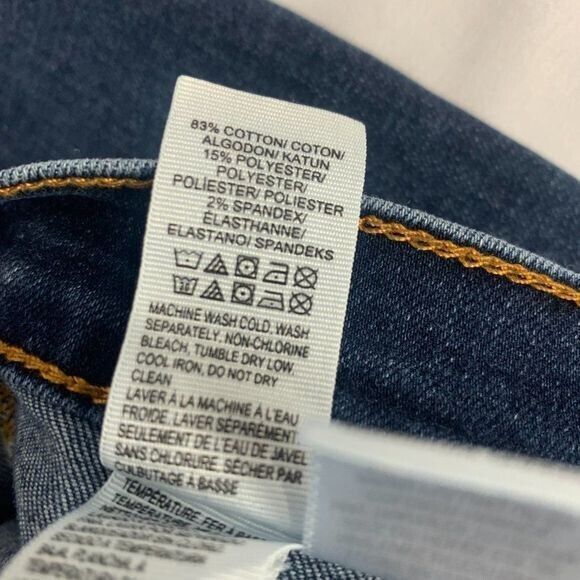 83% COTTON/ COTON/
ALGODON/ KATUN
15% POLYESTER/
POLYESTER/
POLIESTER/ POLIESTER
2% SPANDEX/
ÉLASTHANNE/
ELASTANO/ SPANDEKS
MACHINE WASH COLD, WASH
SEPARATELY, NON-CHLORINE
BLEACH, TUMBLE DRY LOW
COOL IRON, DO NOT DRY
CLEAN
LAVER À LA MACHINE À L'EAU
FROIDE, LAVER SEPARÉMENT.
SEULEMENT DE L'EAU DE JAVEL
SANS CHLORURE, SÉCHER PAR
CULBUTAGE À BASSE
TEMPÉRATURE, FER À BASSE